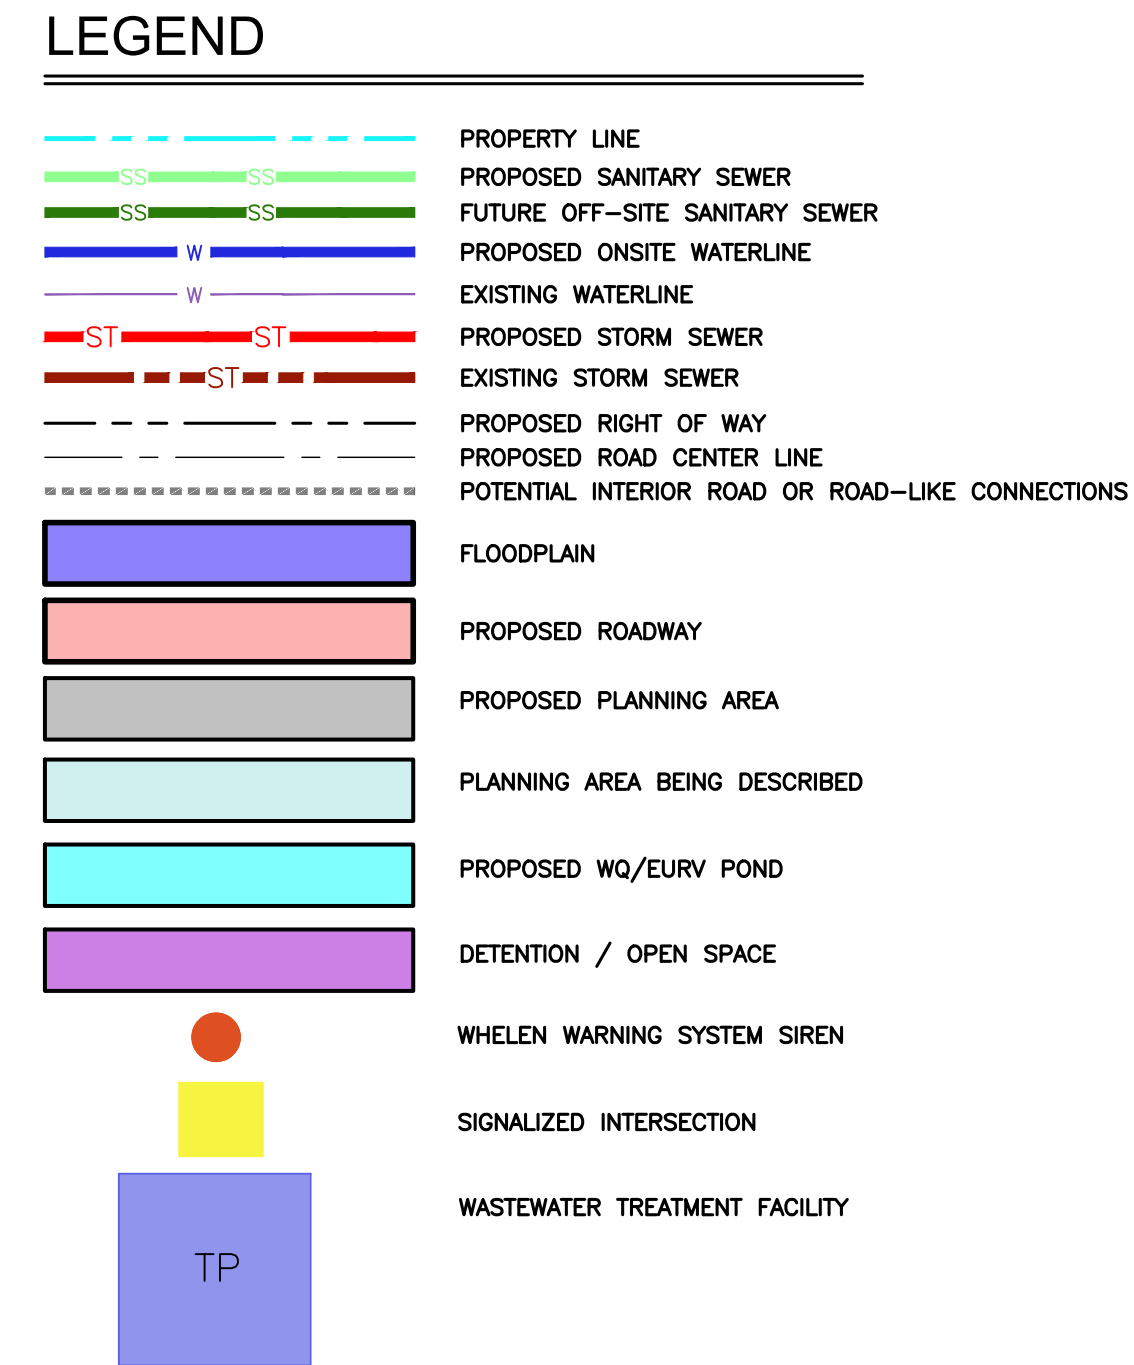 LEGEND
PROPERTY LINE
SS SS PROPOSED SANITARY SEWER
SS SS FUTURE OFF-SITE SANITARY SEWER
W PROPOSED ONSITE WATERLINE
W EXISTING WATERLINE
ST ST PROPOSED STORM SEWER
ST EXISTING STORM SEWER
PROPOSED RIGHT OF WAY
PROPOSED ROAD CENTER LINE
POTENTIAL INTERIOR ROAD OR ROAD-LIKE CONNECTIONS
FLOODPLAIN
PROPOSED ROADWAY
PROPOSED PLANNING AREA
PLANNING AREA BEING DESCRIBED
PROPOSED WQ/EURV POND
DETENTION / OPEN SPACE
WHELEN WARNING SYSTEM SIREN
SIGNALIZED INTERSECTION
WASTEWATER TREATMENT FACILITY
TP